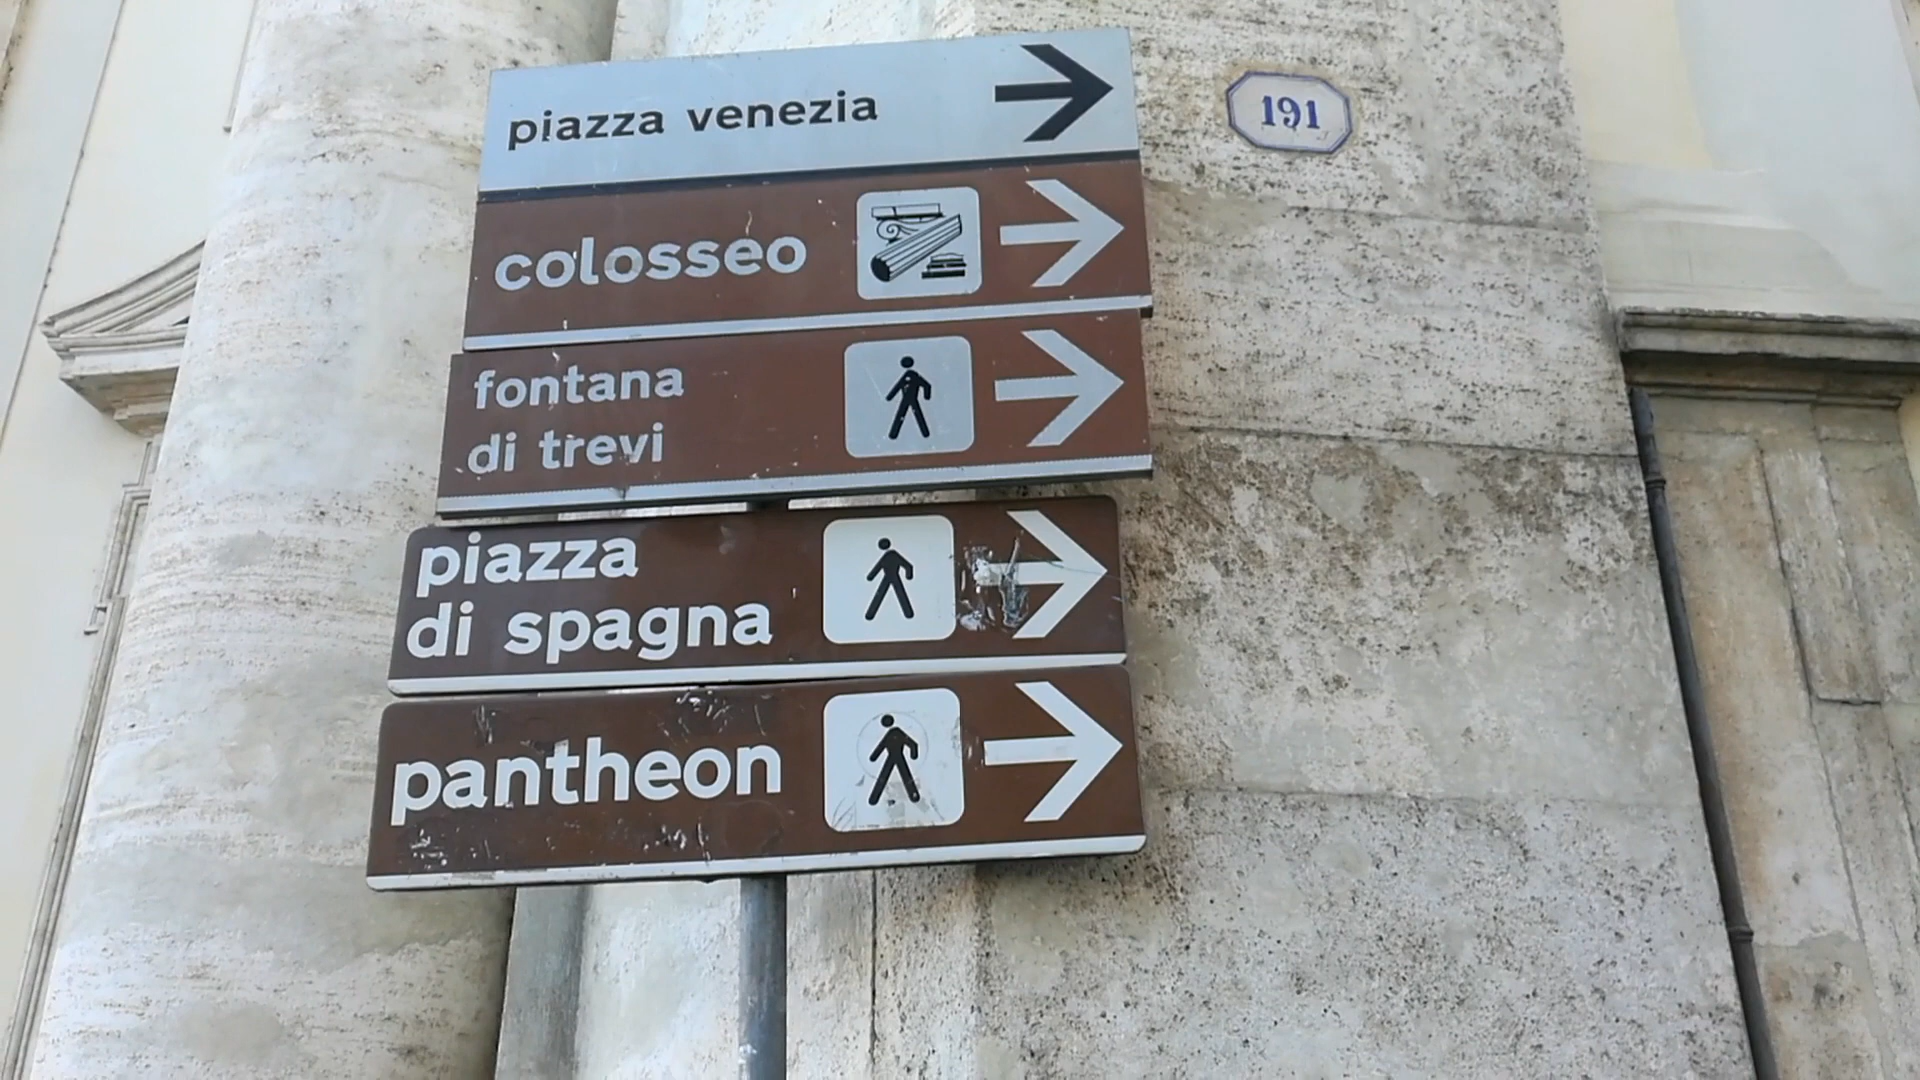 piazza venezia
191
colosseo
fontana
di trevi
piazza
di spagna
pantheon